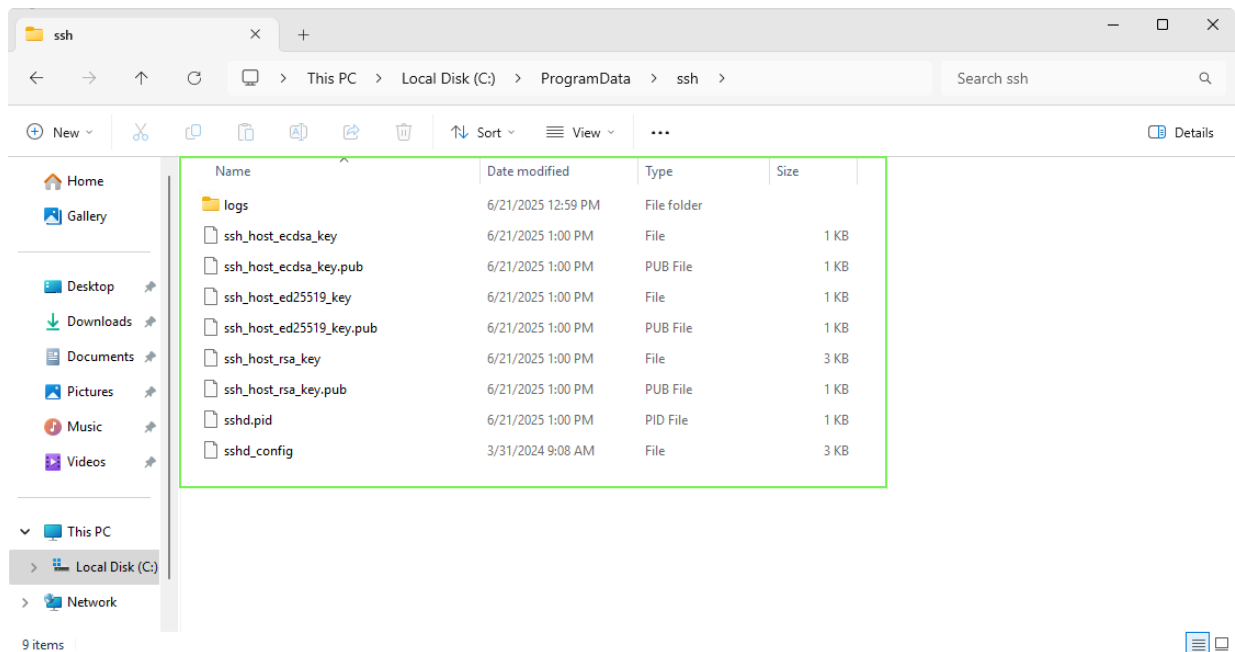 ssh
This PC > Local Disk (C:) > ProgramData > ssh >
Search ssh
New
Sort
View
Details
Home
Gallery
Desktop
Downloads
Documents
Pictures
Music
Videos
This PC
Local Disk (C:)
Network
Name Date modified Type Size
logs 6/21/2025 12:59 PM File folder
ssh_host_ecdsa_key 6/21/2025 1:00 PM File 1 KB
ssh_host_ecdsa_key.pub 6/21/2025 1:00 PM PUB File 1 KB
ssh_host_ed25519_key 6/21/2025 1:00 PM File 1 KB
ssh_host_ed25519_key.pub 6/21/2025 1:00 PM PUB File 1 KB
ssh_host_rsa_key 6/21/2025 1:00 PM File 3 KB
ssh_host_rsa_key.pub 6/21/2025 1:00 PM PUB File 1 KB
sshd.pid 6/21/2025 1:00 PM PID File 1 KB
sshd_config 3/31/2024 9:08 AM File 3 KB
9 items